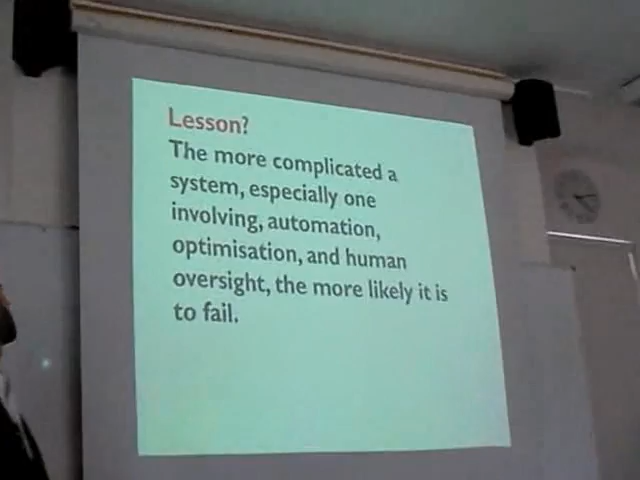 Lesson?
The more complicated a
system, especially one
involving, automation,
optimisation, and human
oversight, the more likely it is
to fail.